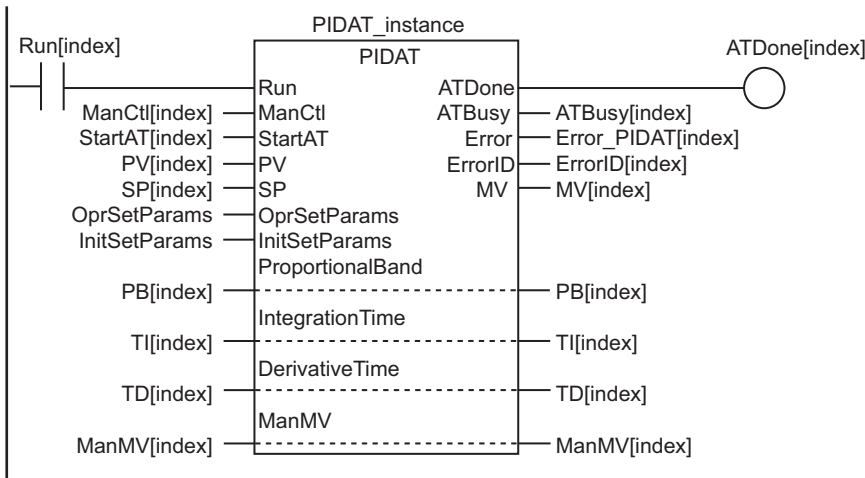 PIDAT_instance
Run[index] PIDAT ATDone[index]
Run ATDone
ManCtl[index] ManCtl ATBusy ATBusy[index]
StartAT[index] StartAT Error Error_PIDAT[index]
PV[index] PV ErrorID ErrorID[index]
SP[index] SP MV MV[index]
OprSetParams OprSetParams
InitSetParams InitSetParams
ProportionalBand
PB[index] PB[index]
IntegrationTime
TI[index] TI[index]
DerivativeTime
TD[index] TD[index]
ManMV
ManMV[index] ManMV[index]